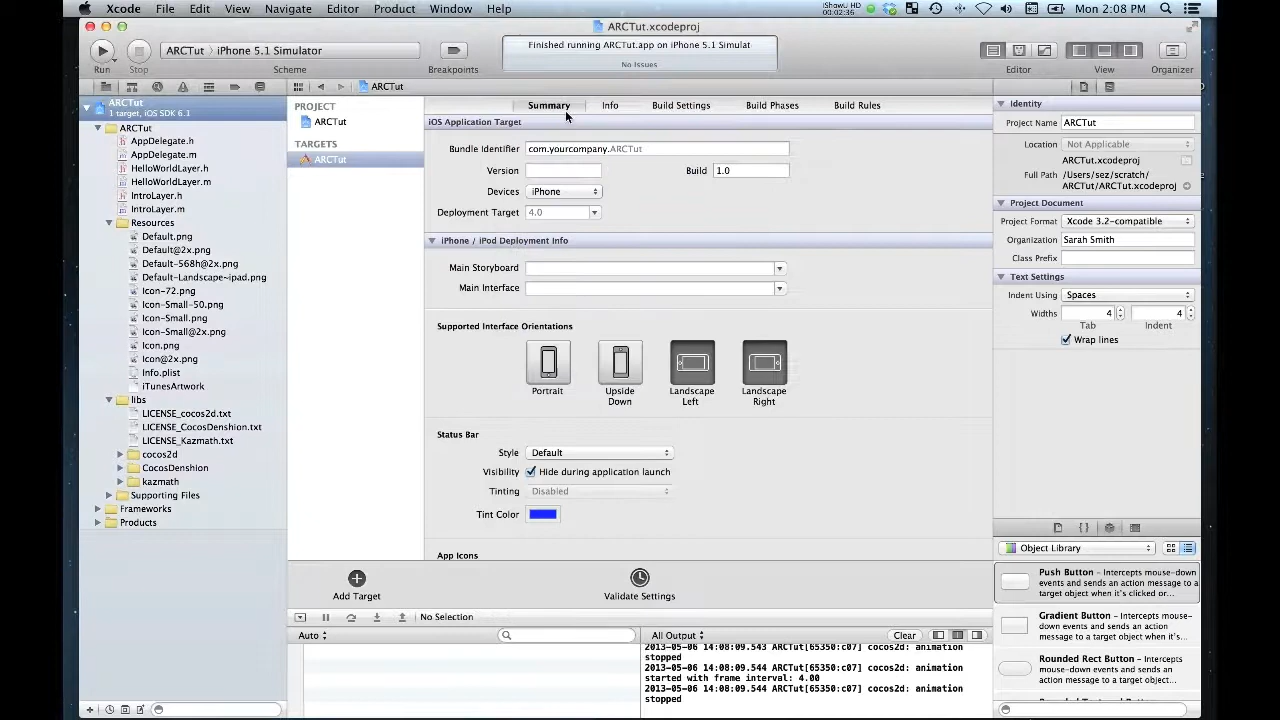 Xcode File Edit View Navigate Editor Product Window Help
iShowU HD
00:02:36
Mon 2:08 PM
ARCTut.xcodeproj
Run
Stop
ARCTut
iPhone 5.1 Simulator
Scheme
Breakpoints
Finished running ARCTut.app on iPhone 5.1 Simulat
No Issues
Editor
View
Organizer
ARCTut
1 target, iOS SDK 6.1
ARCTut
AppDelegate.h
AppDelegate.m
HelloWorldLayer.h
HelloWorldLayer.m
IntroLayer.h
IntroLayer.m
Resources
Default.png
Default@2x.png
Default-568h@2x.png
Default-Landscape~ipad.png
Icon-72.png
Icon-Small-50.png
Icon-Small.png
Icon-Small@2x.png
Icon.png
Icon@2x.png
Info.plist
iTunesArtwork
libs
LICENSE_cocos2d.txt
LICENSE_CocosDenshion.txt
LICENSE_Kazmath.txt
cocos2d
CocosDenshion
kazmath
Supporting Files
Frameworks
Products
ARCTut
PROJECT
ARCTut
TARGETS
ARCTut
Summary Info Build Settings Build Phases Build Rules
iOS Application Target
Bundle Identifier com.yourcompany.ARCTut
Version
Build 1.0
Devices iPhone
Deployment Target 4.0
iPhone / iPod Deployment Info
Main Storyboard
Main Interface
Supported Interface Orientations
Portrait
Upside Down
Landscape Left
Landscape Right
Status Bar
Style Default
Visibility Hide during application launch
Tinting Disabled
Tint Color
App Icons
Add Target
Validate Settings
No Selection
Auto
All Output
Clear
2013-05-06 14:08:09.543 ARCTut[65350:c07] cocos2d: animation
stopped
2013-05-06 14:08:09.544 ARCTut[65350:c07] cocos2d: animation
started with frame interval: 4.00
2013-05-06 14:08:09.544 ARCTut[65350:c07] cocos2d: animation
stopped
Identity
Project Name ARCTut
Location Not Applicable
ARCTut.xcodeproj
Full Path /Users/sez/scratch/
ARCTut/ARCTut.xcodeproj
Project Document
Project Format Xcode 3.2-compatible
Organization Sarah Smith
Class Prefix
Text Settings
Indent Using Spaces
Widths 4 4
Tab Indent
Wrap lines
Object Library
Push Button – Intercepts mouse-down
events and sends an action message to a
target object when it's clicked or...
Gradient Button – Intercepts mouse-
down events and sends an action
message to a target object when it's...
Rounded Rect Button – Intercepts
mouse-down events and sends an
action message to a target object...